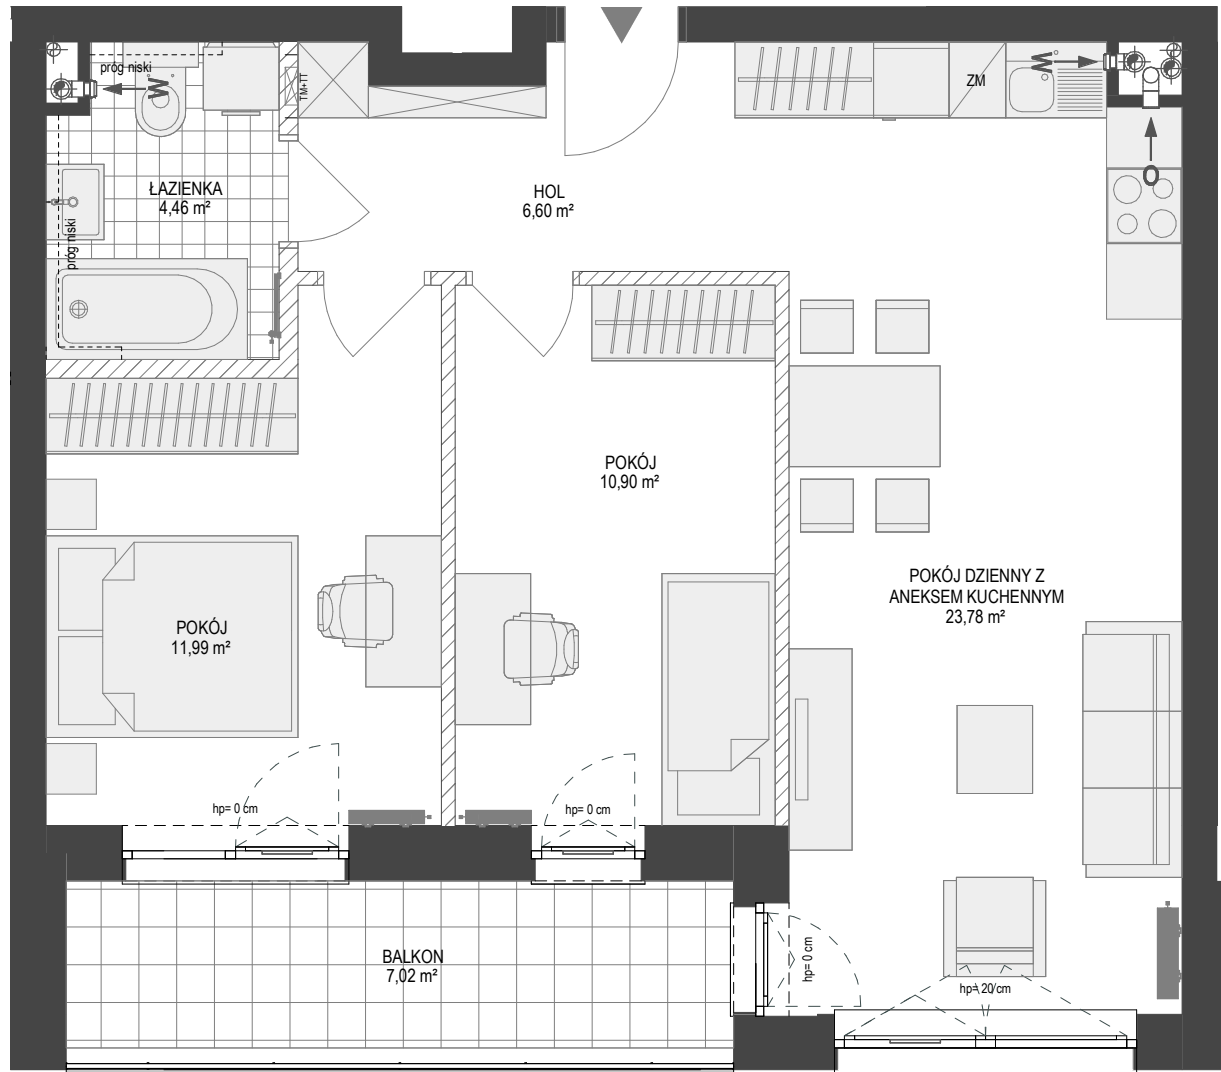 próg niski
W
TM+TT
ZM
W
O
ŁAZIENKA
4,46 m²
próg niski
HOL
6,60 m²
POKÓJ
10,90 m²
POKÓJ DZIENNY Z
ANEKSEM KUCHENNYM
23,78 m²
POKÓJ
11,99 m²
hp= 0 cm
hp= 0 cm
BALKON
7,02 m²
hp= 0 cm
hp= 20 cm